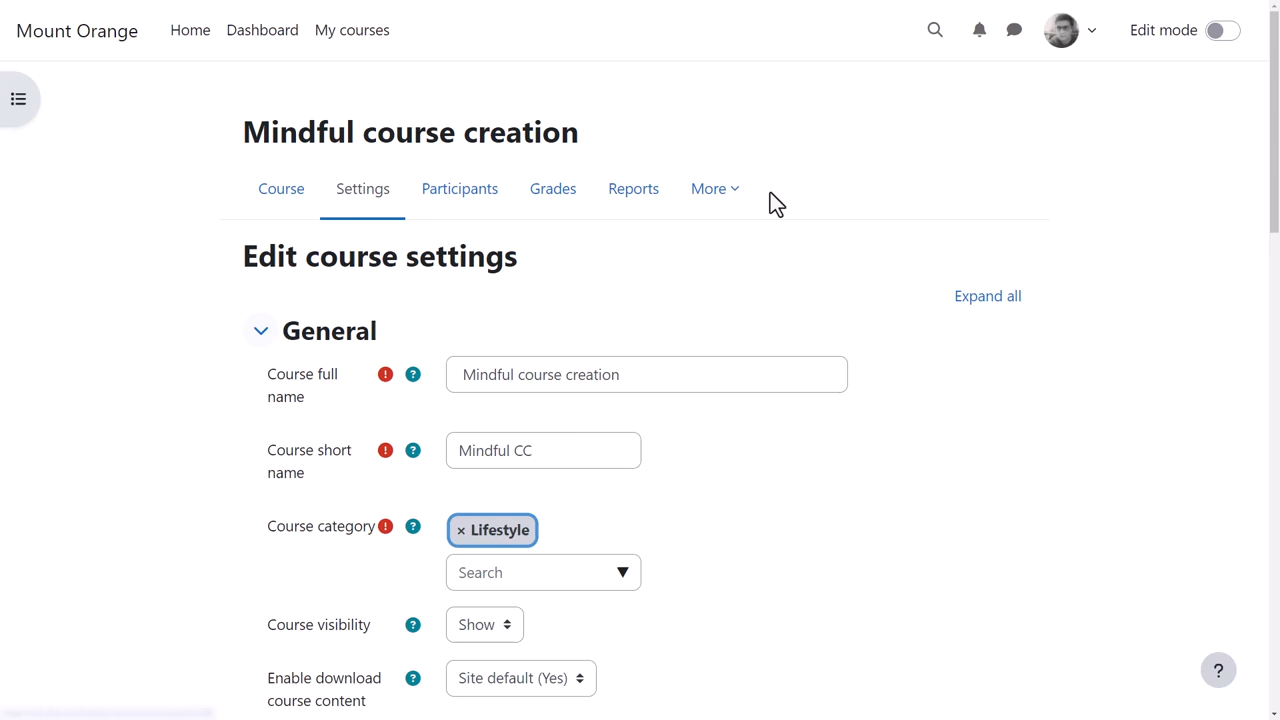 Mount Orange Home Dashboard My courses Edit mode
Mindful course creation
Course Settings Participants Grades Reports More
Edit course settings
Expand all
General
Course full name ! ? Mindful course creation
Course short name ! ? Mindful CC
Course category ! ? × Lifestyle
Search ▼
Course visibility ? Show
Enable download course content ? Site default (Yes)
?